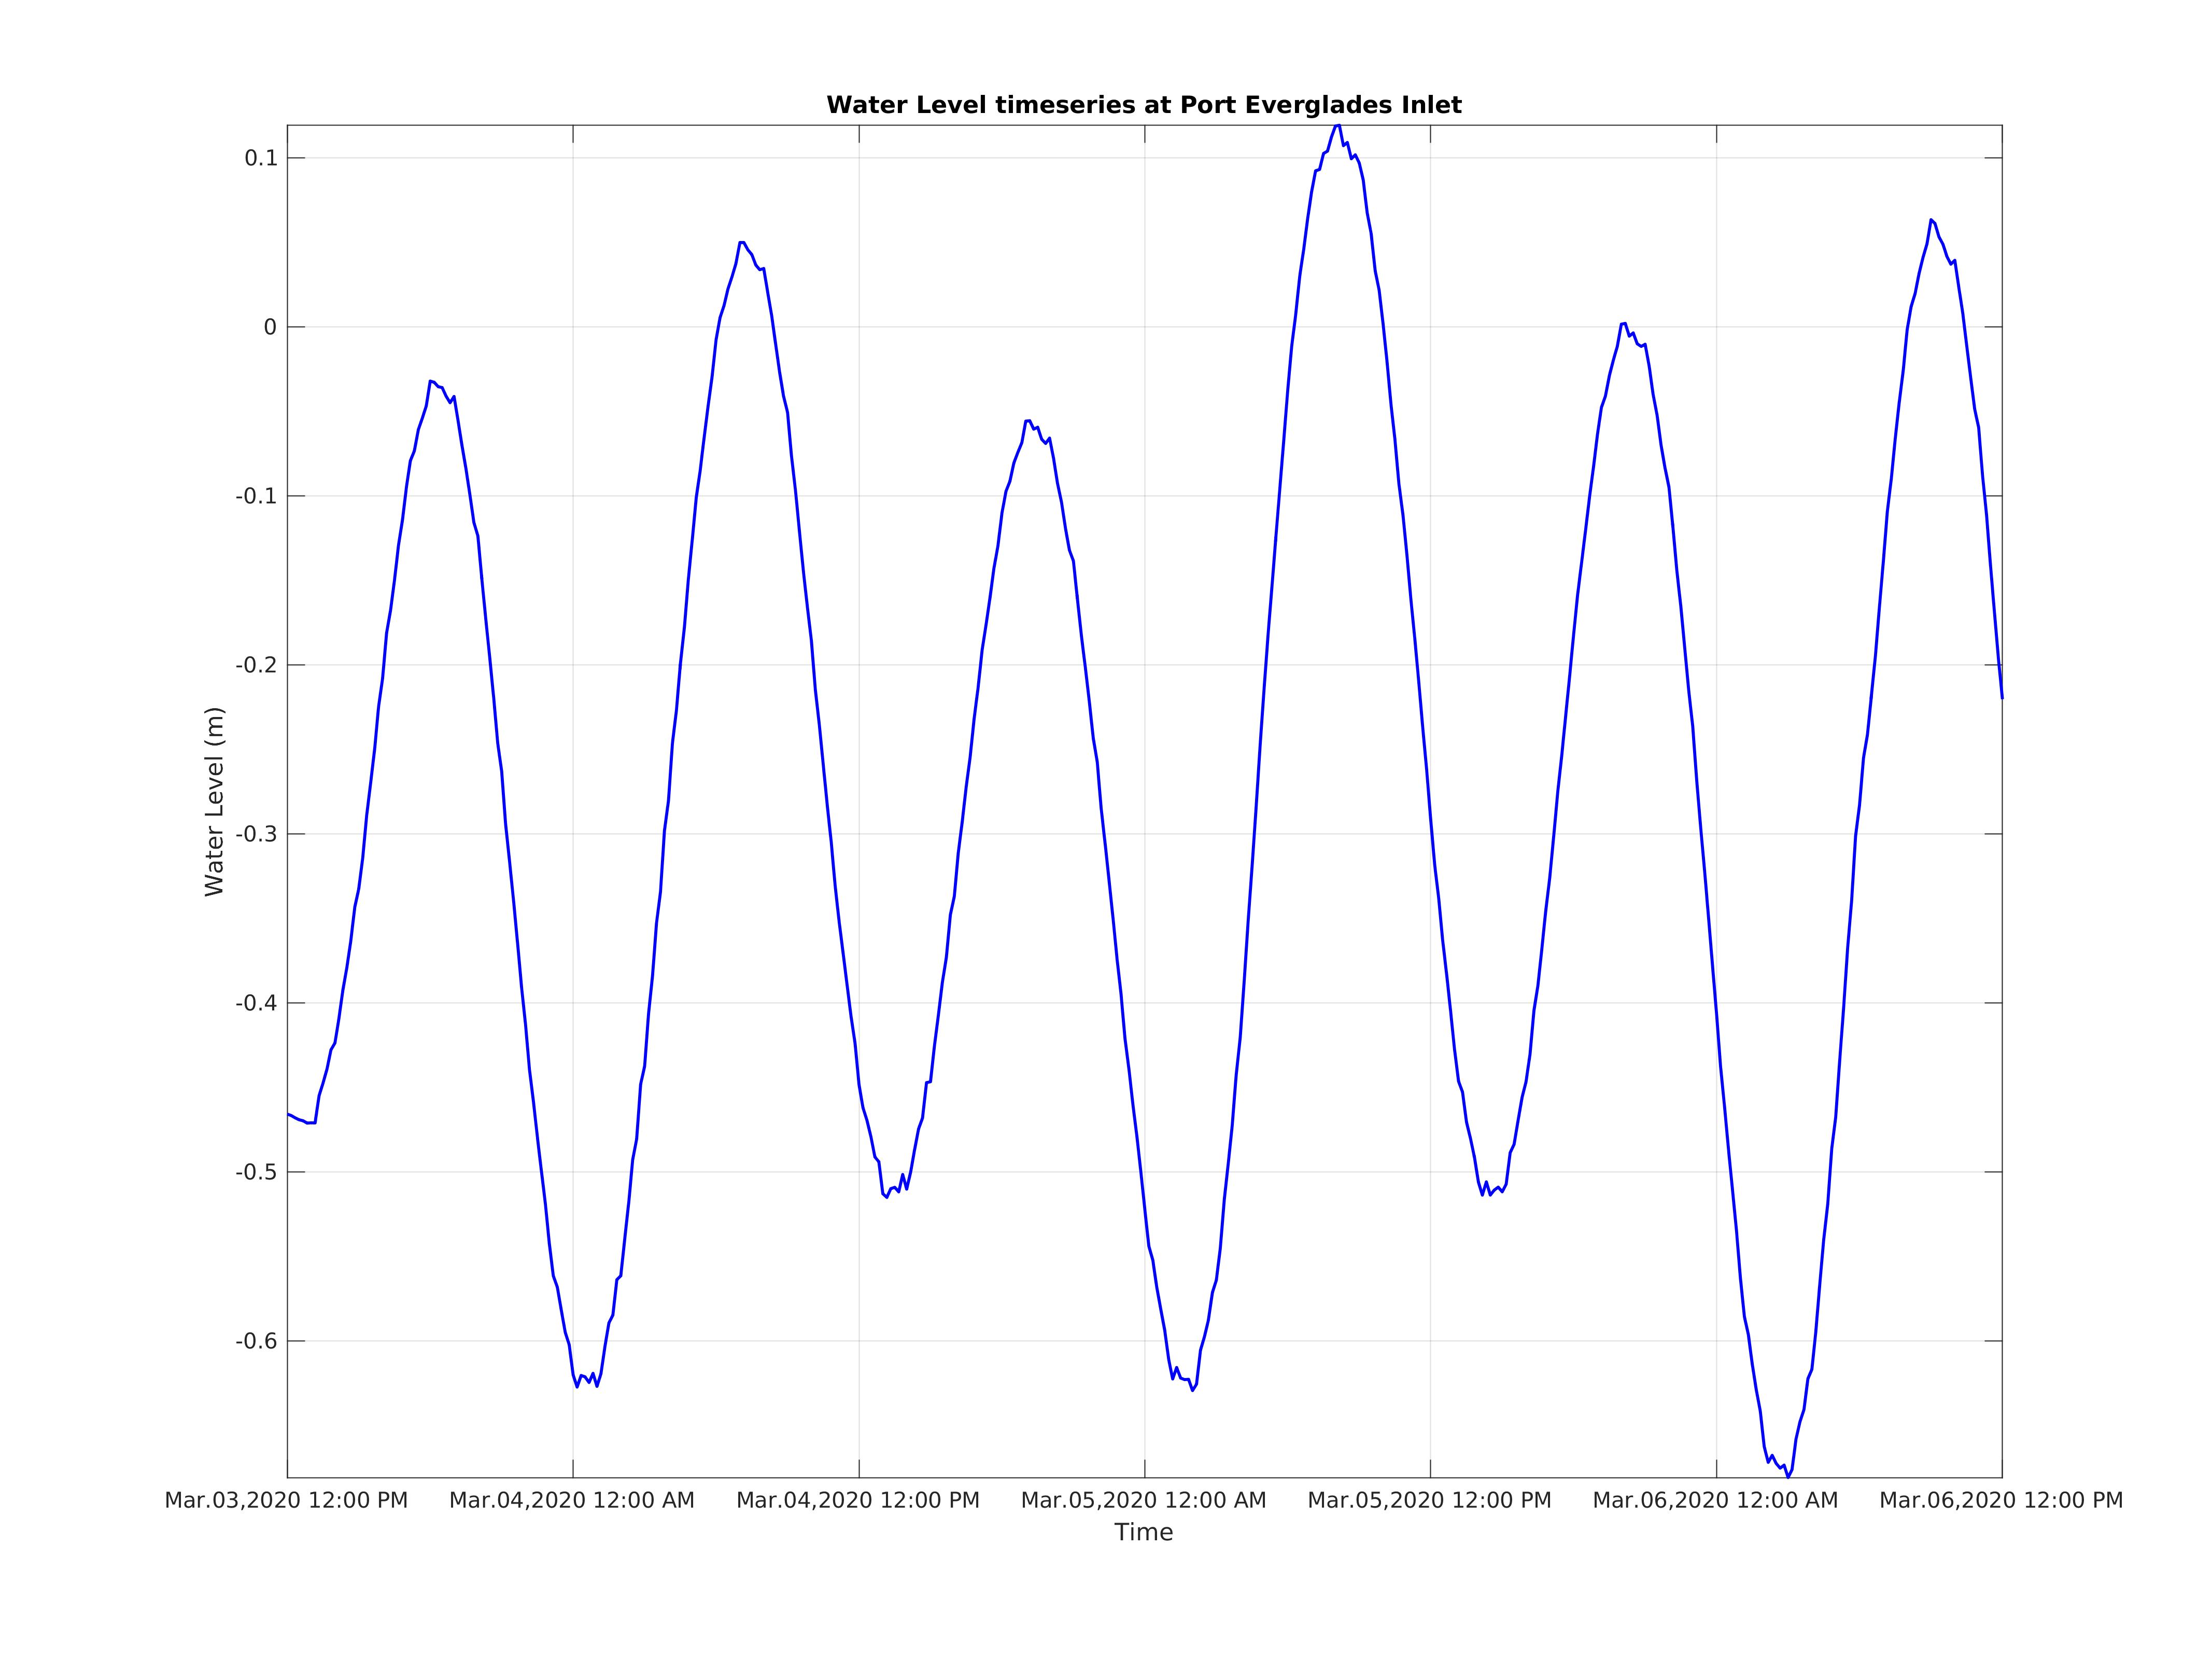 Water Level timeseries at Port Everglades Inlet
0.1
0
-0.1
-0.2
-0.3
-0.4
-0.5
-0.6
Water Level (m)
Mar.03,2020 12:00 PM Mar.04,2020 12:00 AM Mar.04,2020 12:00 PM Mar.05,2020 12:00 AM Mar.05,2020 12:00 PM Mar.06,2020 12:00 AM Mar.06,2020 12:00 PM
Time